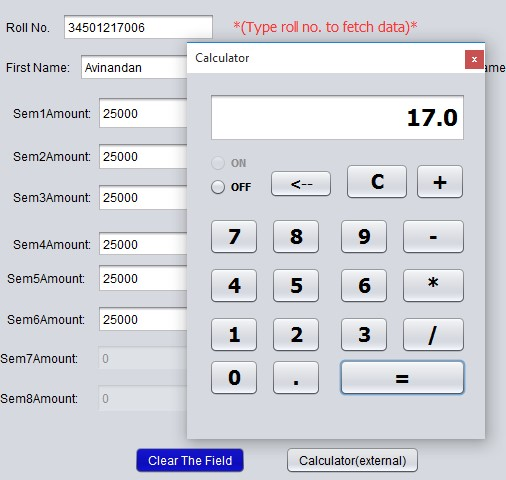 Roll No. 34501217006 *(Type roll no. to fetch data)*
Calculator x
First Name: Avinandan
17.0
Sem1Amount: 25000
Sem2Amount: 25000
ON
OFF <-- C +
Sem3Amount: 25000
7 8 9 -
Sem4Amount: 25000
Sem5Amount: 25000
4 5 6 *
Sem6Amount: 25000
1 2 3 /
Sem7Amount: 0
0 . =
Sem8Amount: 0
Clear The Field Calculator(external)